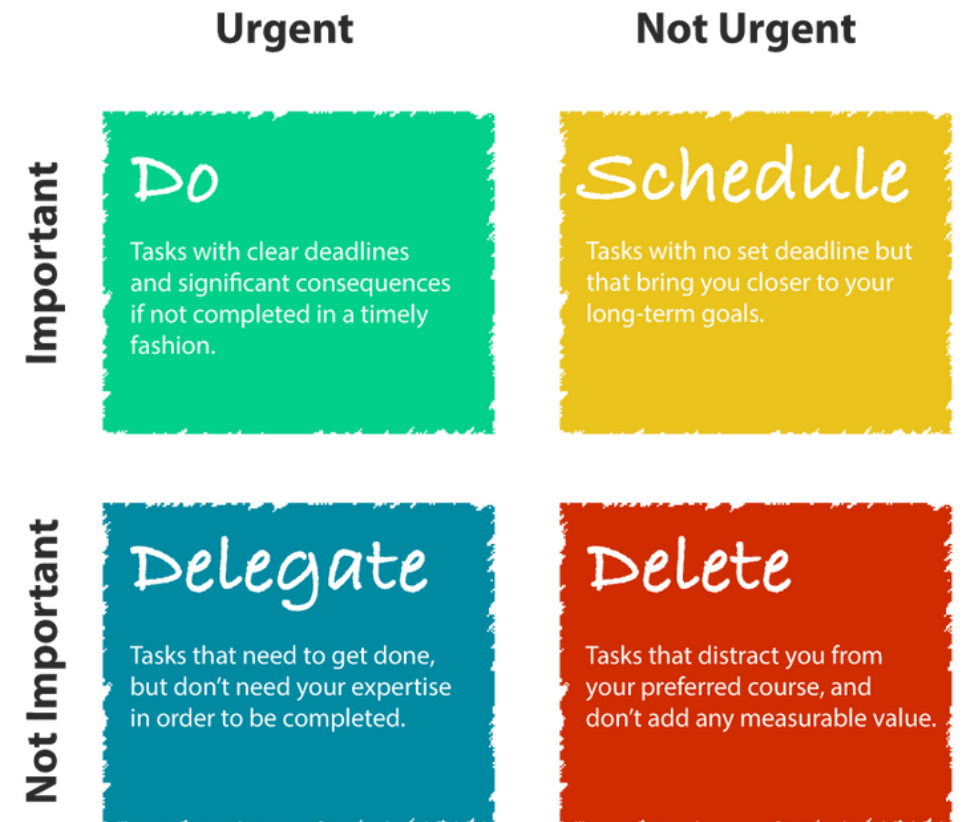 Urgent
Not Urgent
Important
Do
Tasks with clear deadlines
and significant consequences
if not completed in a timely
fashion.
Schedule
Tasks with no set deadline but
that bring you closer to your
long-term goals.
Not Important
Delegate
Tasks that need to get done,
but don’t need your expertise
in order to be completed.
Delete
Tasks that distract you from
your preferred course, and
don’t add any measurable value.